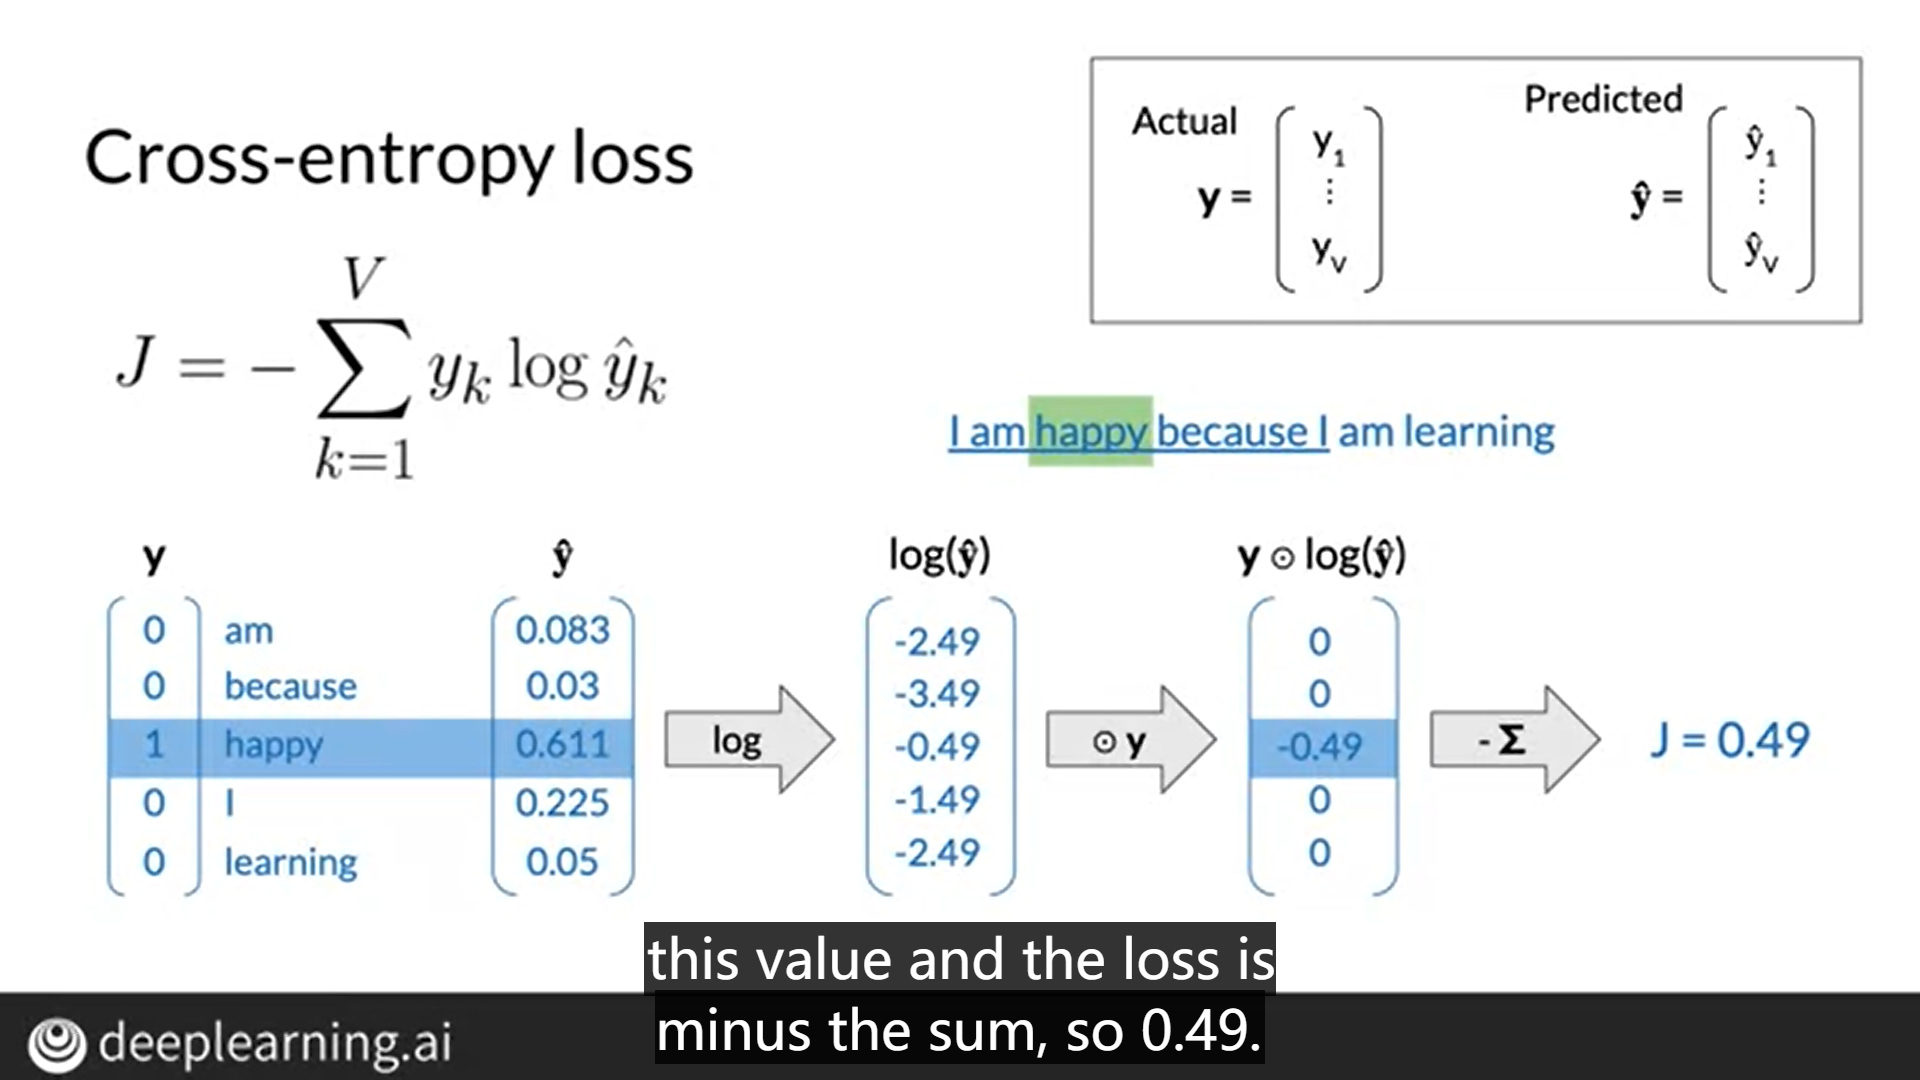 Cross-entropy loss
J = − ∑ y_k log ŷ_k
V
k=1
Actual
y =
y₁
⋮
y_V
Predicted
ŷ =
ŷ₁
⋮
ŷ_V
I am happy because I am learning
y ŷ log(ŷ) y ⊙ log(ŷ)
0 am 0.083 -2.49 0
0 because 0.03 -3.49 0
1 happy 0.611 log -0.49 ⊙ y -0.49 - Σ J = 0.49
0 I 0.225 -1.49 0
0 learning 0.05 -2.49 0
this value and the loss is
minus the sum, so 0.49.
deeplearning.ai